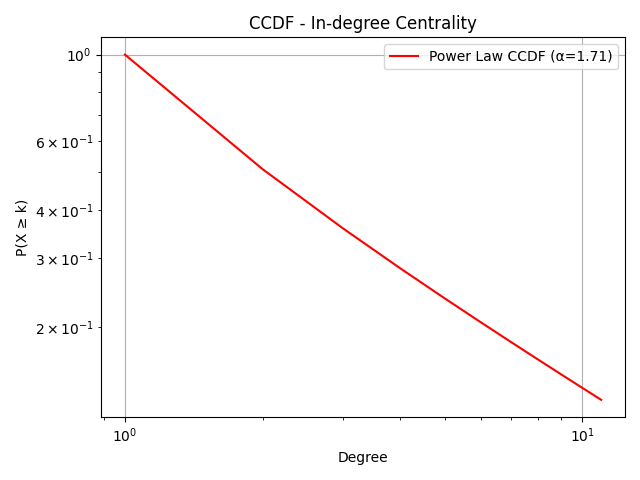 CCDF - In-degree Centrality
Power Law CCDF (α=1.71)
10⁰
6 × 10⁻¹
4 × 10⁻¹
3 × 10⁻¹
2 × 10⁻¹
P(X ≥ k)
10⁰
10¹
Degree